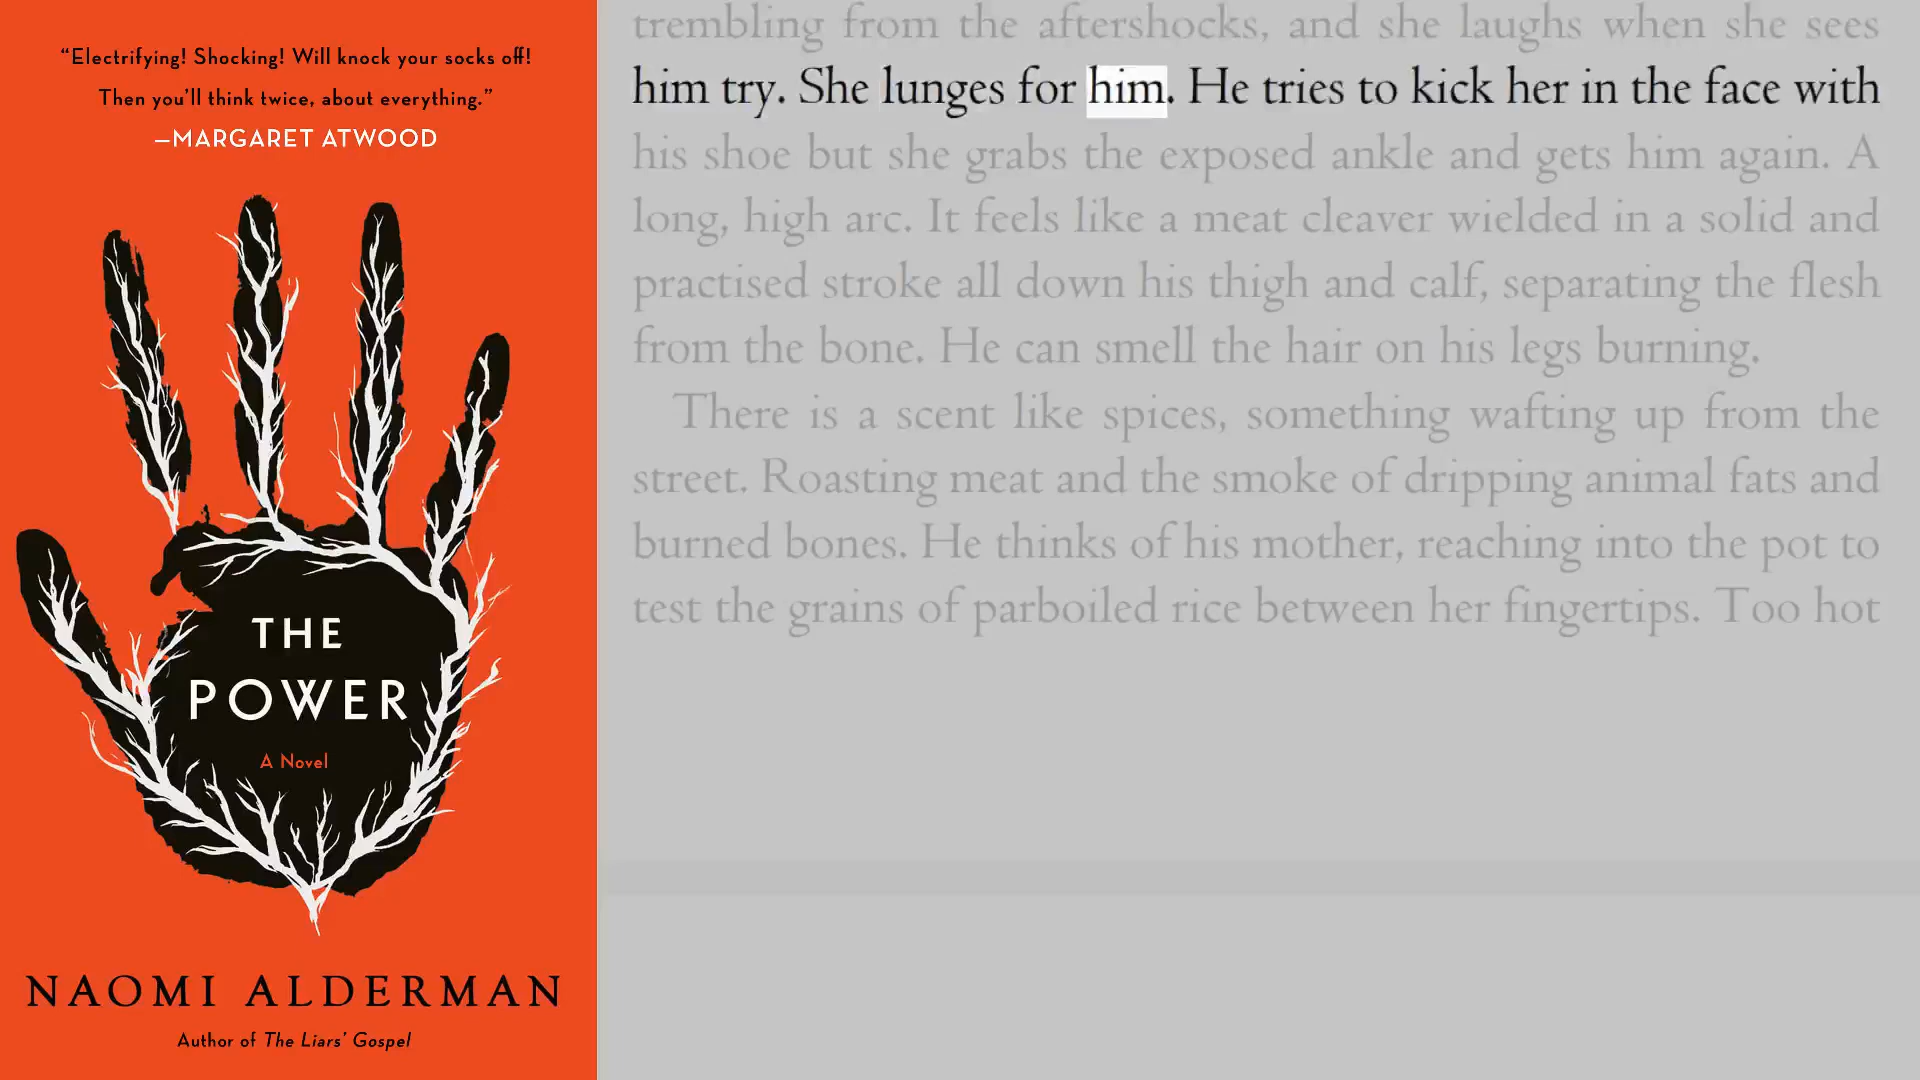 “Electrifying! Shocking! Will knock your socks off!
Then you’ll think twice, about everything.”
—MARGARET ATWOOD
THE
POWER
A Novel
NAOMI ALDERMAN
Author of The Liars’ Gospel
trembling from the aftershocks, and she laughs when she sees
him try. She lunges for him. He tries to kick her in the face with
his shoe but she grabs the exposed ankle and gets him again. A
long, high arc. It feels like a meat cleaver wielded in a solid and
practised stroke all down his thigh and calf, separating the flesh
from the bone. He can smell the hair on his legs burning.
There is a scent like spices, something wafting up from the
street. Roasting meat and the smoke of dripping animal fats and
burned bones. He thinks of his mother, reaching into the pot to
test the grains of parboiled rice between her fingertips. Too hot